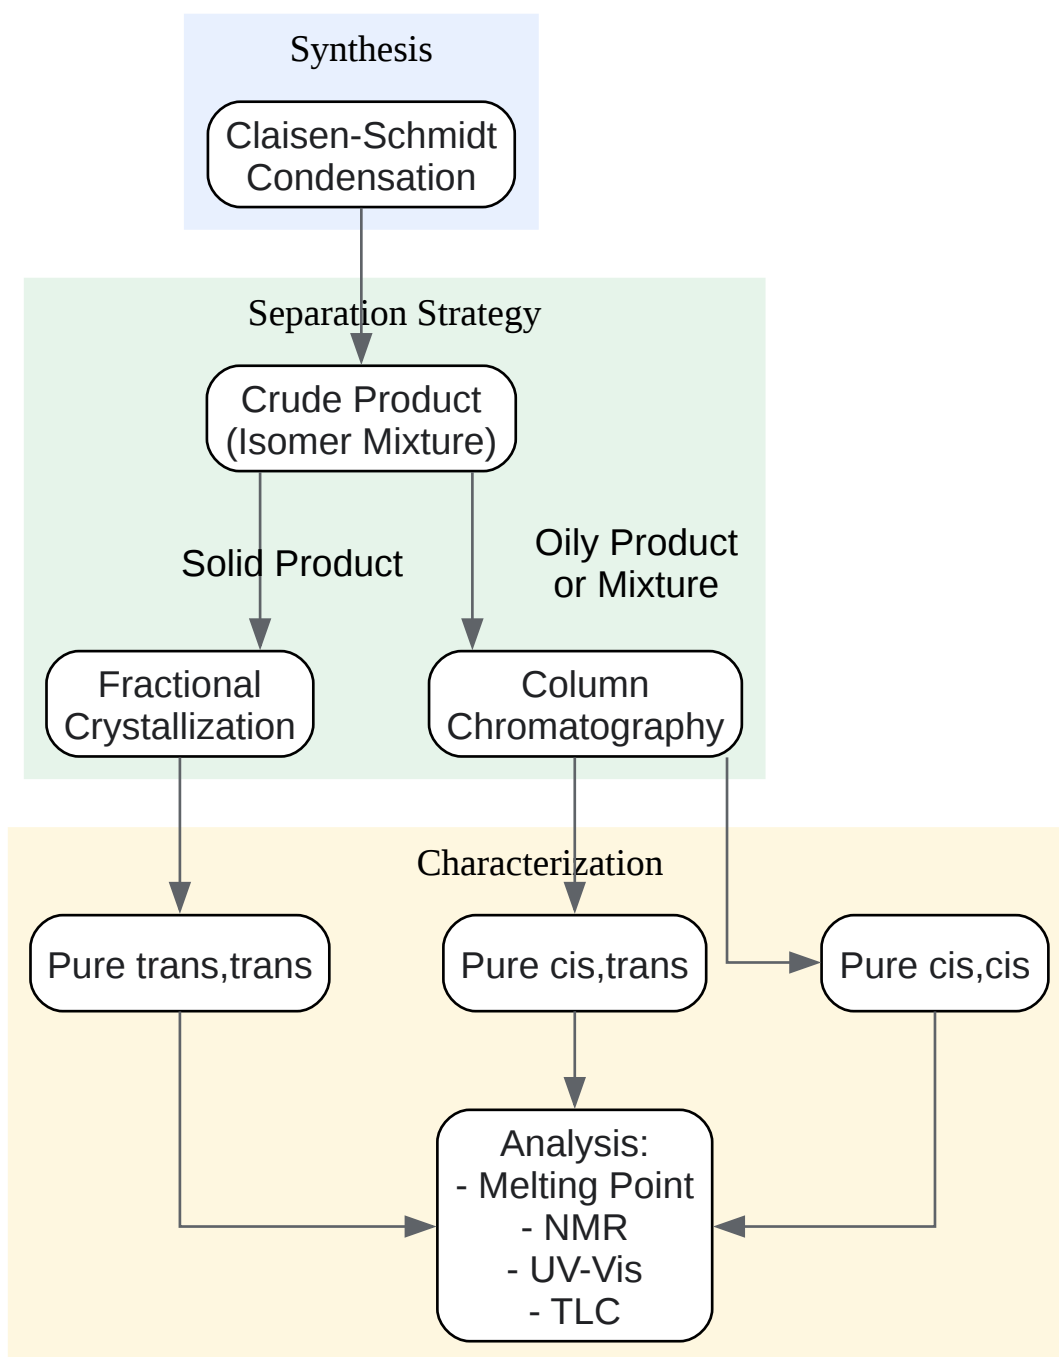 Synthesis
Claisen-Schmidt
Condensation
Separation Strategy
Crude Product
(Isomer Mixture)
Solid Product
Oily Product
or Mixture
Fractional
Crystallization
Column
Chromatography
Characterization
Pure trans,trans
Pure cis,trans
Pure cis,cis
Analysis:
- Melting Point
- NMR
- UV-Vis
- TLC